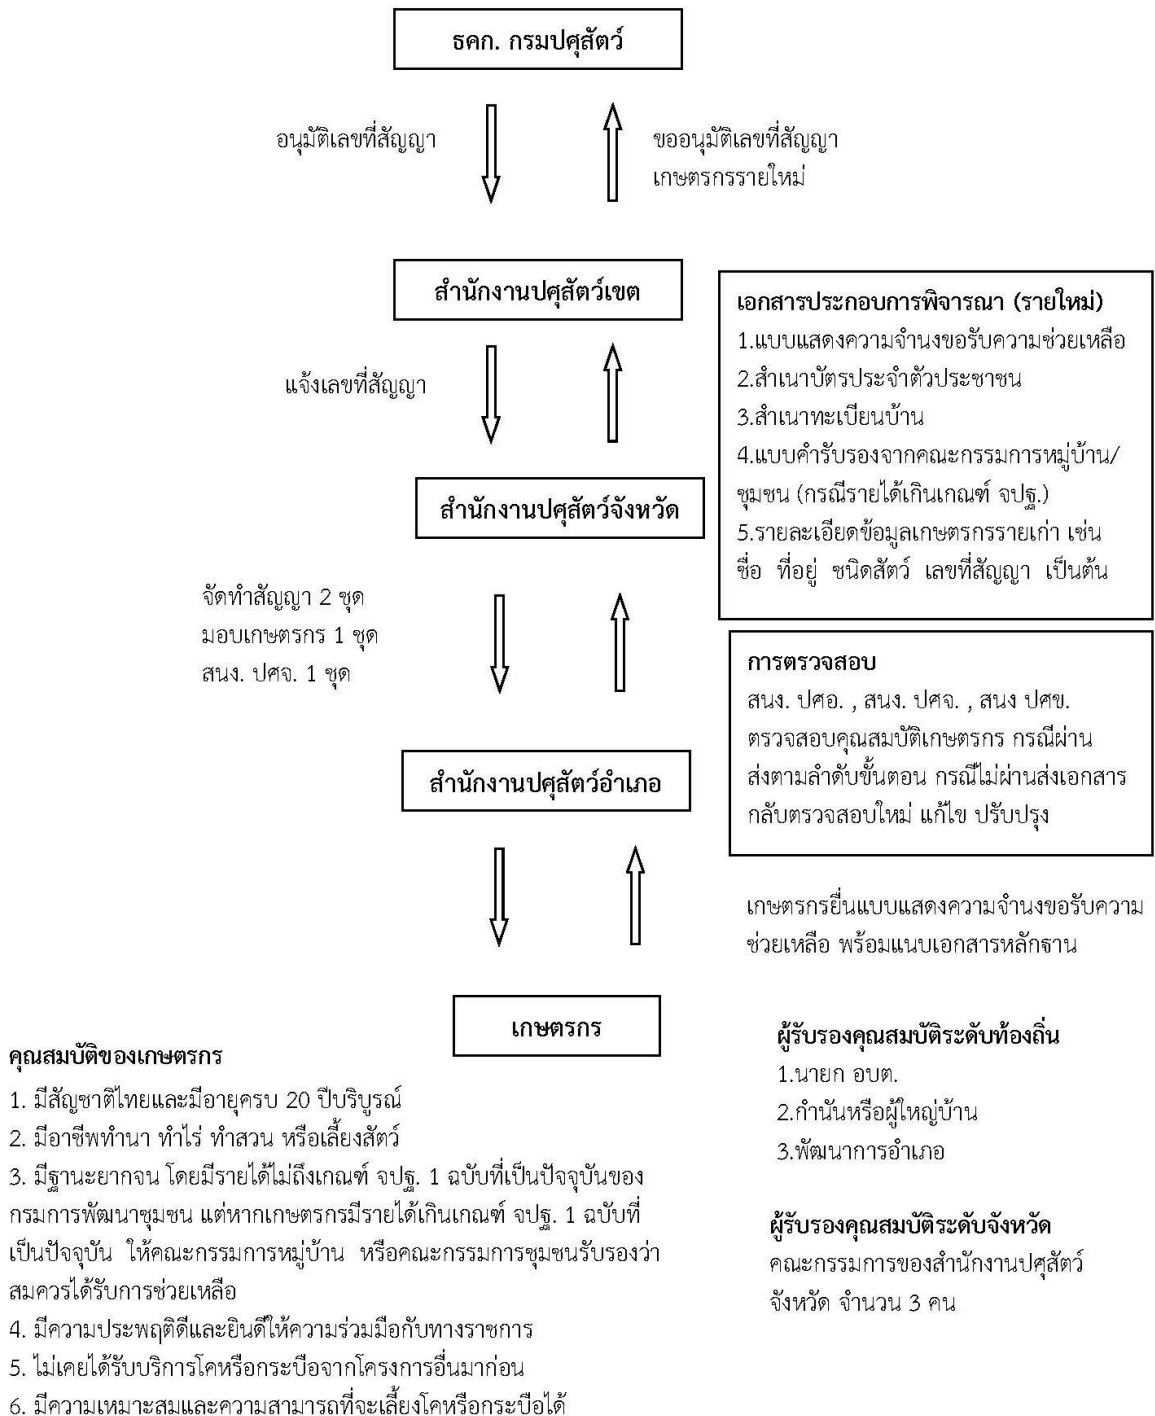 ธคก. กรมปศุสัตว์
อนุมัติเลขที่สัญญา
ขออนุมัติเลขที่สัญญา
เกษตรกรรายใหม่
สำนักงานปศุสัตว์เขต
แจ้งเลขที่สัญญา
เอกสารประกอบการพิจารณา (รายใหม่)
1.แบบแสดงความจำนงขอรับความช่วยเหลือ
2.สำเนาบัตรประจำตัวประชาชน
3.สำเนาทะเบียนบ้าน
4.แบบคำรับรองจากคณะกรรมการหมู่บ้าน/
ชุมชน (กรณีรายได้เกินเกณฑ์ จปฐ.)
5.รายละเอียดข้อมูลเกษตรกรรายเก่า เช่น
ชื่อ ที่อยู่ ชนิดสัตว์ เลขที่สัญญา เป็นต้น
สำนักงานปศุสัตว์จังหวัด
จัดทำสัญญา 2 ชุด
มอบเกษตรกร 1 ชุด
สนง. ปศจ. 1 ชุด
การตรวจสอบ
สนง. ปศอ. , สนง. ปศจ. , สนง ปศข.
ตรวจสอบคุณสมบัติเกษตรกร กรณีผ่าน
ส่งตามลำดับขั้นตอน กรณีไม่ผ่านส่งเอกสาร
กลับตรวจสอบใหม่ แก้ไข ปรับปรุง
สำนักงานปศุสัตว์อำเภอ
เกษตรกรยื่นแบบแสดงความจำนงขอรับความ
ช่วยเหลือ พร้อมแนบเอกสารหลักฐาน
เกษตรกร
คุณสมบัติของเกษตรกร
1. มีสัญชาติไทยและมีอายุครบ 20 ปีบริบูรณ์
2. มีอาชีพทำนา ทำไร่ ทำสวน หรือเลี้ยงสัตว์
3. มีฐานะยากจน โดยมีรายได้ไม่ถึงเกณฑ์ จปฐ. 1 ฉบับที่เป็นปัจจุบันของ
กรมการพัฒนาชุมชน แต่หากเกษตรกรมีรายได้เกินเกณฑ์ จปฐ. 1 ฉบับที่
เป็นปัจจุบัน ให้คณะกรรมการหมู่บ้าน หรือคณะกรรมการชุมชนรับรองว่า
สมควรได้รับการช่วยเหลือ
4. มีความประพฤติดีและยินดีให้ความร่วมมือกับทางราชการ
5. ไม่เคยได้รับบริการโคหรือกระบือจากโครงการอื่นมาก่อน
6. มีความเหมาะสมและความสามารถที่จะเลี้ยงโคหรือกระบือได้
ผู้รับรองคุณสมบัติระดับท้องถิ่น
1.นายก อบต.
2.กำนันหรือผู้ใหญ่บ้าน
3.พัฒนาการอำเภอ
ผู้รับรองคุณสมบัติระดับจังหวัด
คณะกรรมการของสำนักงานปศุสัตว์
จังหวัด จำนวน 3 คน